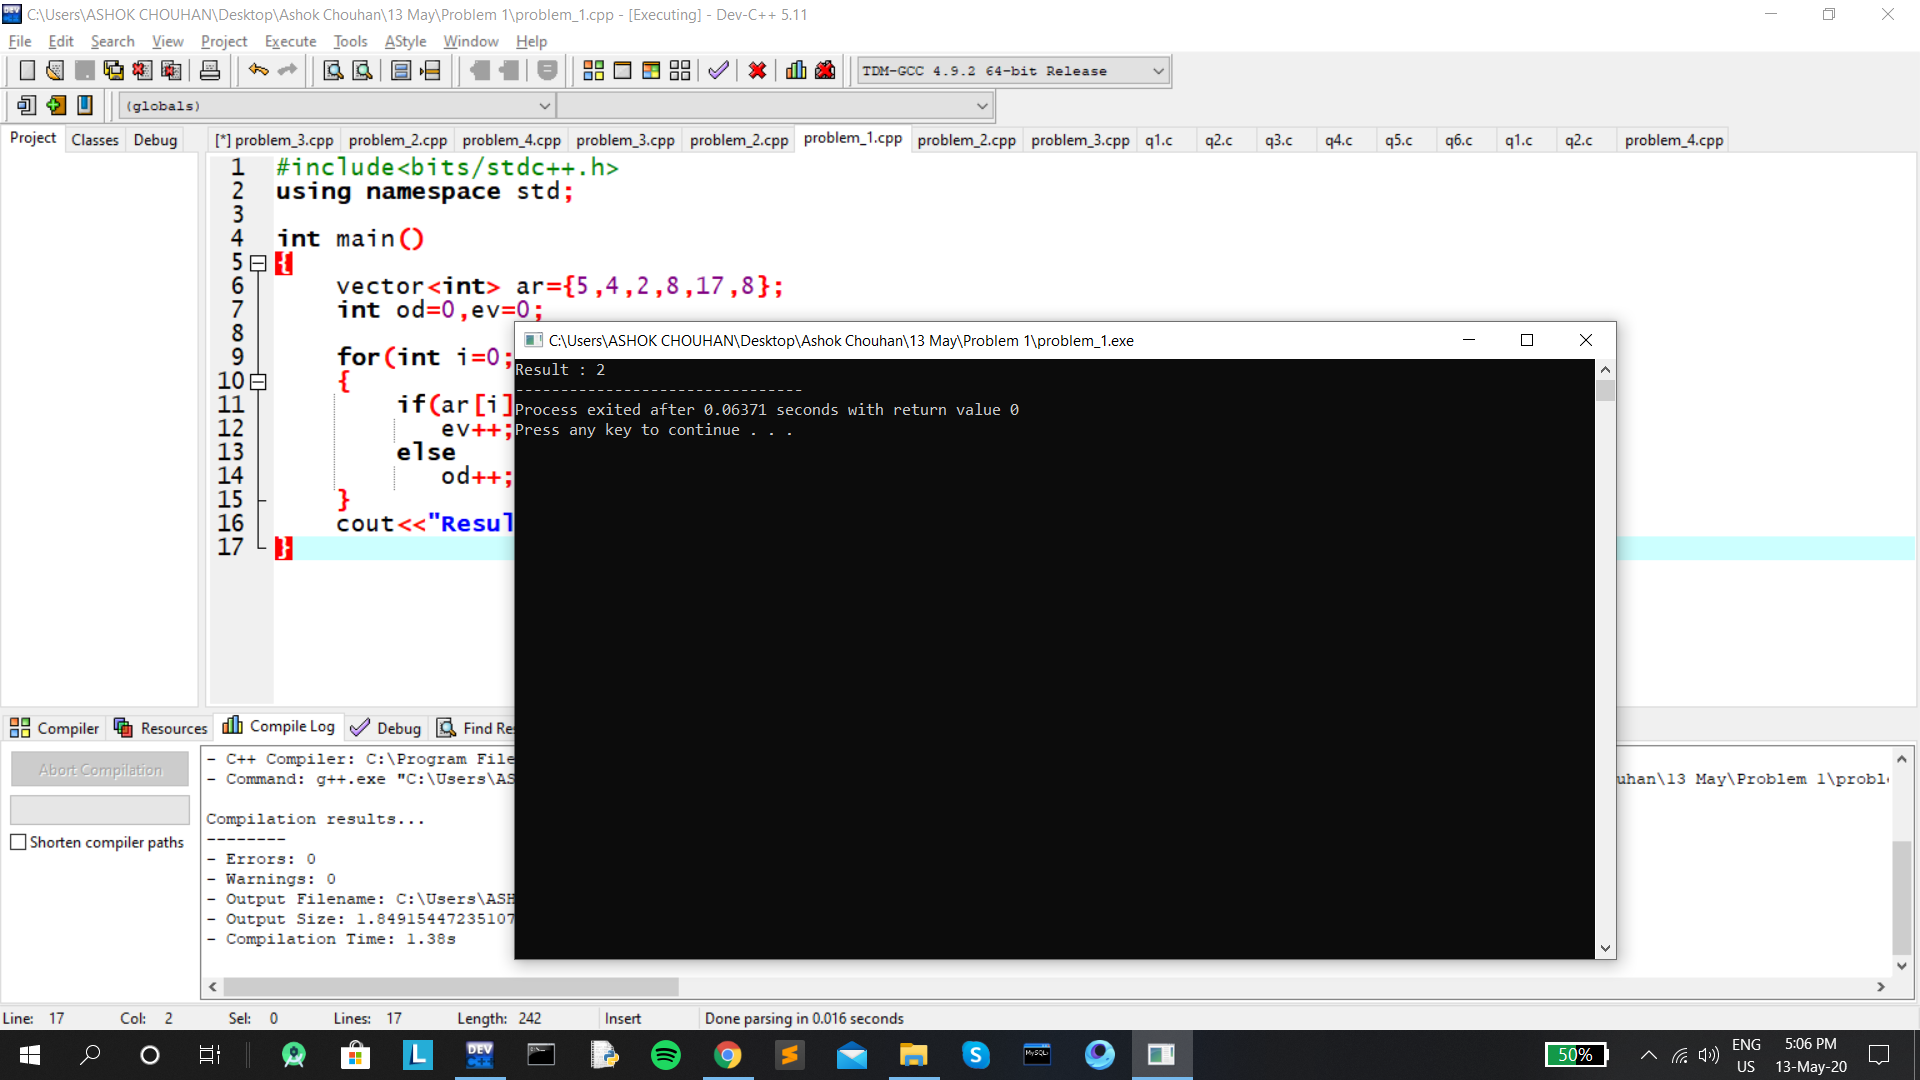 C:\Users\ASHOK CHOUHAN\Desktop\Ashok Chouhan\13 May\Problem 1\problem_1.cpp - [Executing] - Dev-C++ 5.11
File Edit Search View Project Execute Tools AStyle Window Help
TDM-GCC 4.9.2 64-bit Release
(globals)
Project Classes Debug [*] problem_3.cpp problem_2.cpp problem_4.cpp problem_3.cpp problem_2.cpp problem_1.cpp problem_2.cpp problem_3.cpp q1.c q2.c q3.c q4.c q5.c q6.c q1.c q2.c problem_4.cpp
1 #include<bits/stdc++.h>
2 using namespace std;
3
4 int main()
5 {
6 vector<int> ar={5,4,2,8,17,8};
7 int od=0,ev=0;
8
9 for(int i=0;
10 {
11 if(ar[i]
12 ev++;
13 else
14 od++;
15 }
16 cout<<"Resul
17 }
C:\Users\ASHOK CHOUHAN\Desktop\Ashok Chouhan\13 May\Problem 1\problem_1.exe
Result : 2
--------------------------------
Process exited after 0.06371 seconds with return value 0
Press any key to continue . . .
Compiler Resources Compile Log Debug Find Res
Abort Compilation
Shorten compiler paths
- C++ Compiler: C:\Program File
- Command: g++.exe "C:\Users\AS
uhan\13 May\Problem 1\probl
Compilation results...
--------
- Errors: 0
- Warnings: 0
- Output Filename: C:\Users\ASH
- Output Size: 1.84915447235107
- Compilation Time: 1.38s
Line: 17 Col: 2 Sel: 0 Lines: 17 Length: 242 Insert Done parsing in 0.016 seconds
L DEV C++ MySQL 50% ENG US 5:06 PM 13-May-20